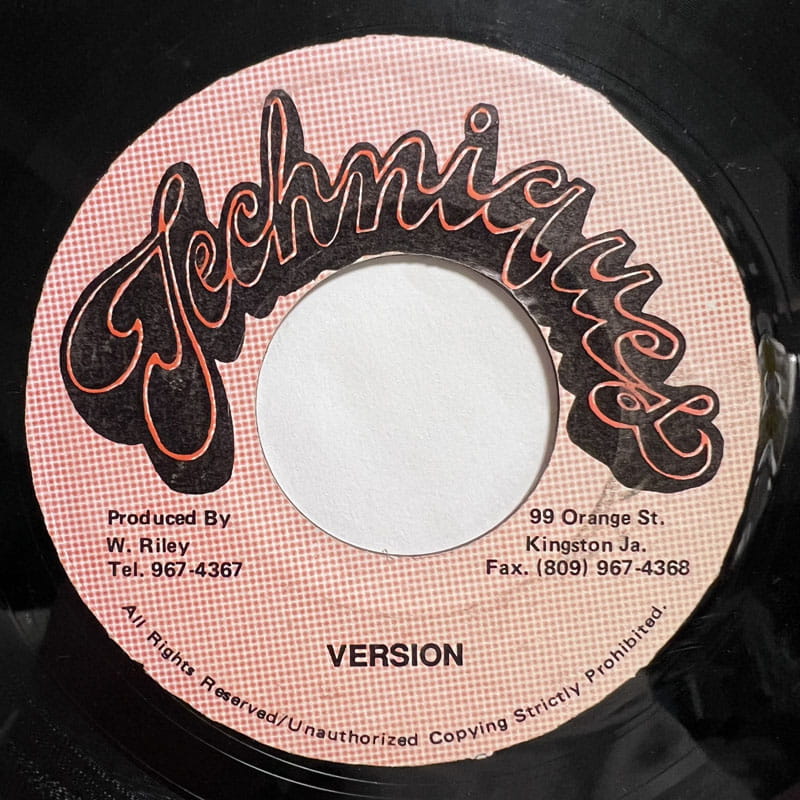 Techniques
Produced By
W. Riley
Tel. 967-4367
99 Orange St.
Kingston Ja.
Fax. (809) 967-4368
VERSION
All Rights Reserved/Unauthorized Copying Strictly Prohibited.